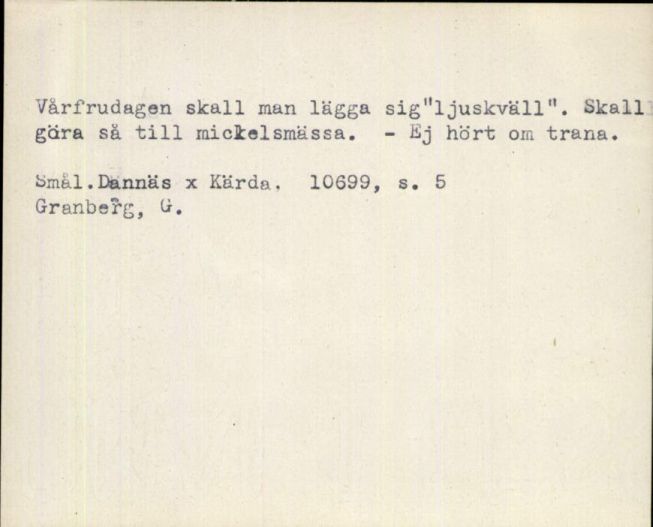 Vårfrudagen skall man lägga sig"ljuskväll". Skall
göra så till mickelsmässa. - Ej hört om trana.
Smål.Dannäs x Kärda. 10699, s. 5
Granberg, G.